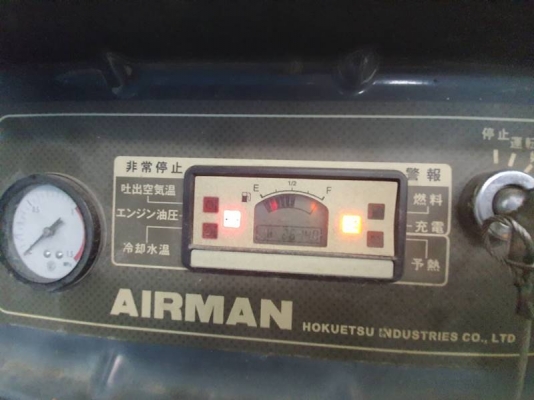 停止 運転
非常停止
警報
吐出空気温
エンジン油圧
冷却水温
E 1/2 F
燃料
充電
予熱
AIRMAN
HOKUETSU INDUSTRIES CO., LTD